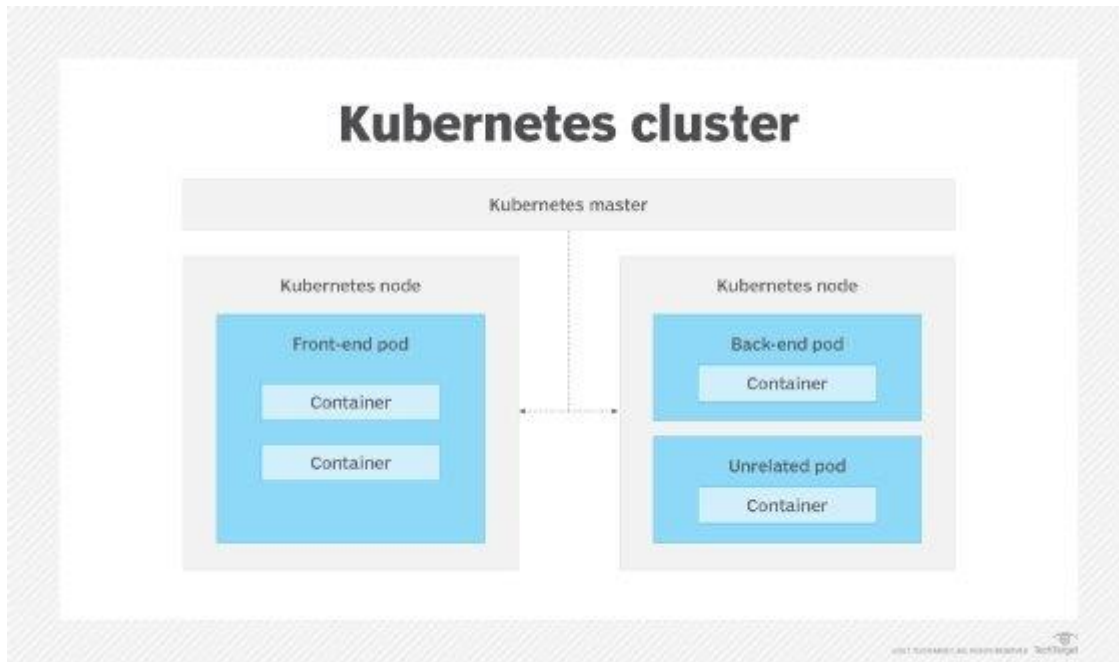 Kubernetes cluster
Kubernetes master
Kubernetes node
Front-end pod
Container
Container
Kubernetes node
Back-end pod
Container
Unrelated pod
Container
TechTarget